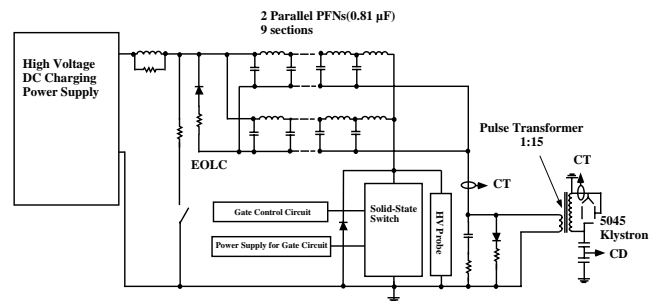 2 Parallel PFNs(0.81 µF)
9 sections
High Voltage
DC Charging
Power Supply
EOLC
Pulse Transformer
1:15
CT
CT
Gate Control Circuit
Solid-State
Switch
HV Probe
5045
Klystron
Power Supply for Gate Circuit
CD